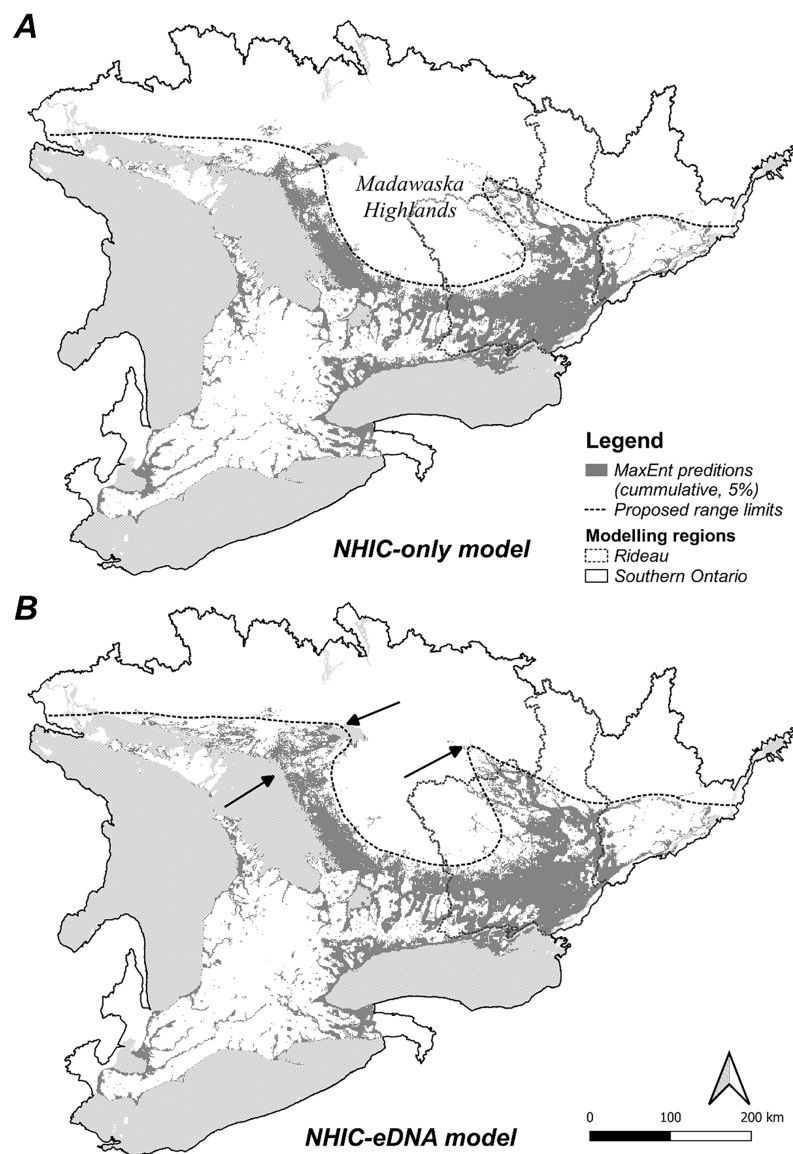 A
Madawaska
Highlands
Legend
MaxEnt preditions
(cummulative, 5%)
Proposed range limits
Modelling regions
Rideau
Southern Ontario
NHIC-only model
B
0 100 200 km
NHIC-eDNA model